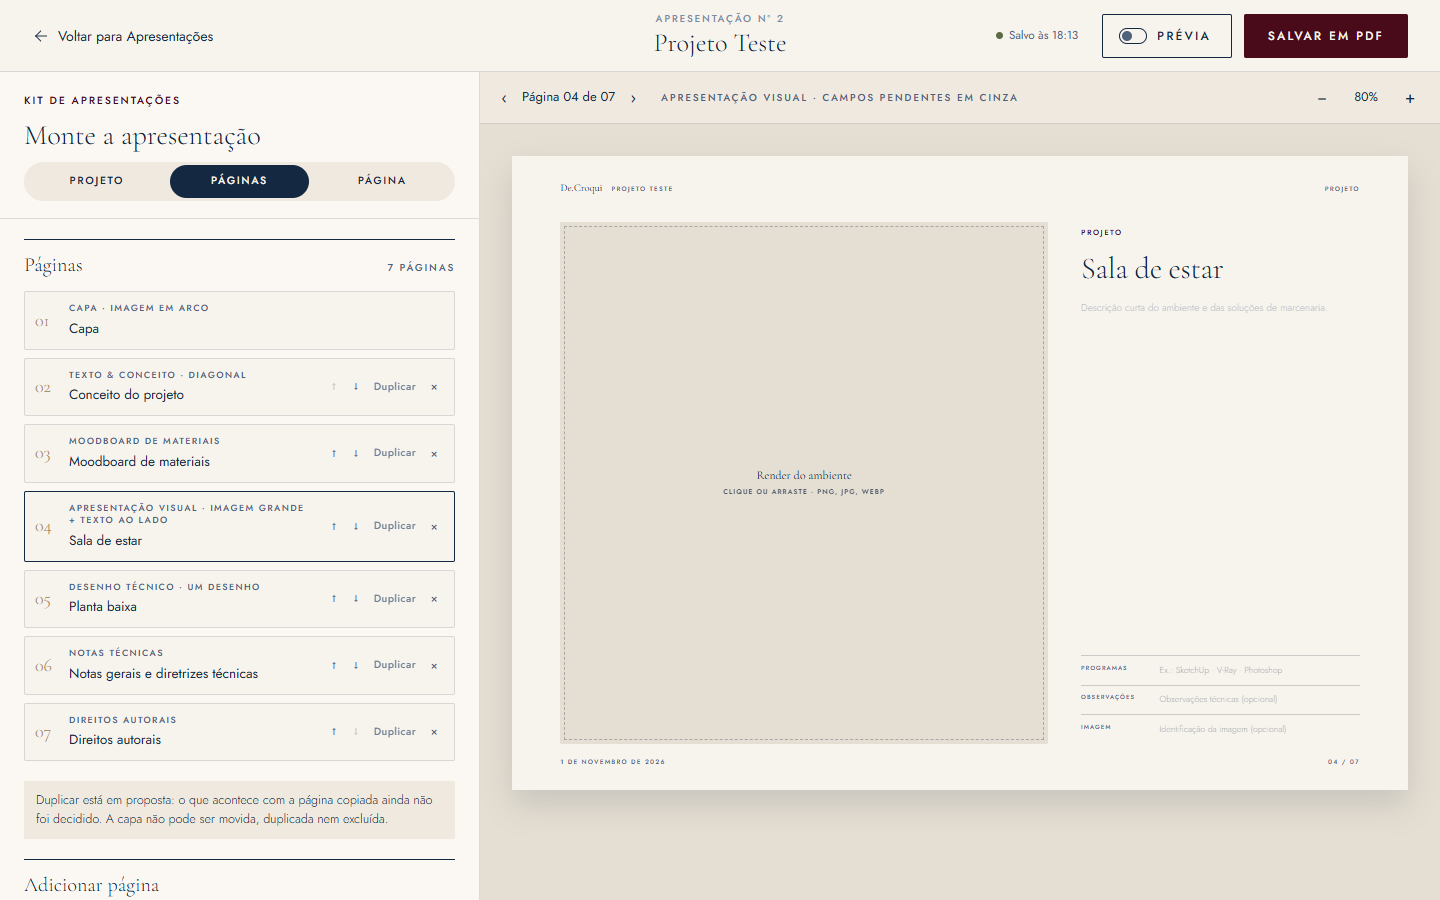 Voltar para Apresentações
APRESENTAÇÃO Nº 2
Projeto Teste
Salvo às 18:13
PRÉVIA
SALVAR EM PDF
KIT DE APRESENTAÇÕES
Monte a apresentação
PROJETO
PÁGINAS
PÁGINA
Páginas
7 PÁGINAS
01
CAPA · IMAGEM EM ARCO
Capa
02
TEXTO & CONCEITO · DIAGONAL
Conceito do projeto
↑ ↓ Duplicar ×
03
MOODBOARD DE MATERIAIS
Moodboard de materiais
↑ ↓ Duplicar ×
04
APRESENTAÇÃO VISUAL · IMAGEM GRANDE
+ TEXTO AO LADO
Sala de estar
↑ ↓ Duplicar ×
05
DESENHO TÉCNICO · UM DESENHO
Planta baixa
↑ ↓ Duplicar ×
06
NOTAS TÉCNICAS
Notas gerais e diretrizes técnicas
↑ ↓ Duplicar ×
07
DIREITOS AUTORAIS
Direitos autorais
↑ ↓ Duplicar ×
Duplicar está em proposta: o que acontece com a página copiada ainda não
foi decidido. A capa não pode ser movida, duplicada nem excluída.
Adicionar página
‹ Página 04 de 07 ›
APRESENTAÇÃO VISUAL · CAMPOS PENDENTES EM CINZA
− 80% +
De.Croqui PROJETO TESTE
PROJETO
Render do ambiente
CLIQUE OU ARRASTE · PNG, JPG, WEBP
PROJETO
Sala de estar
Descrição curta do ambiente e das soluções de marcenaria.
PROGRAMAS Ex.: SketchUp · V-Ray · Photoshop
OBSERVAÇÕES Observações técnicas (opcional)
IMAGEM Identificação da imagem (opcional)
1 DE NOVEMBRO DE 2026
04 / 07